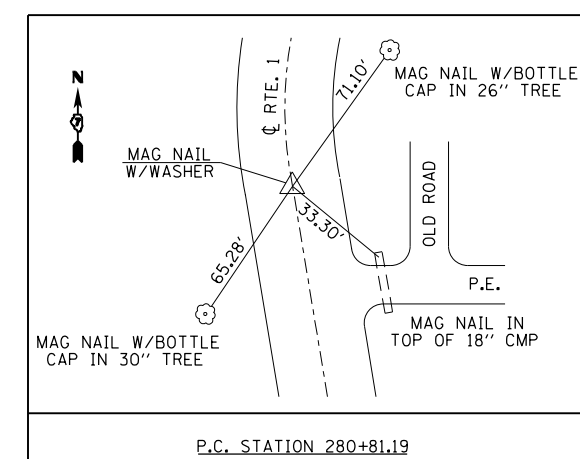 N
℄ RTE. 1
71.10'
MAG NAIL W/BOTTLE
CAP IN 26" TREE
MAG NAIL
W/WASHER
33.30'
OLD ROAD
65.28'
P.E.
MAG NAIL W/BOTTLE
CAP IN 30" TREE
MAG NAIL IN
TOP OF 18" CMP
P.C. STATION 280+81.19